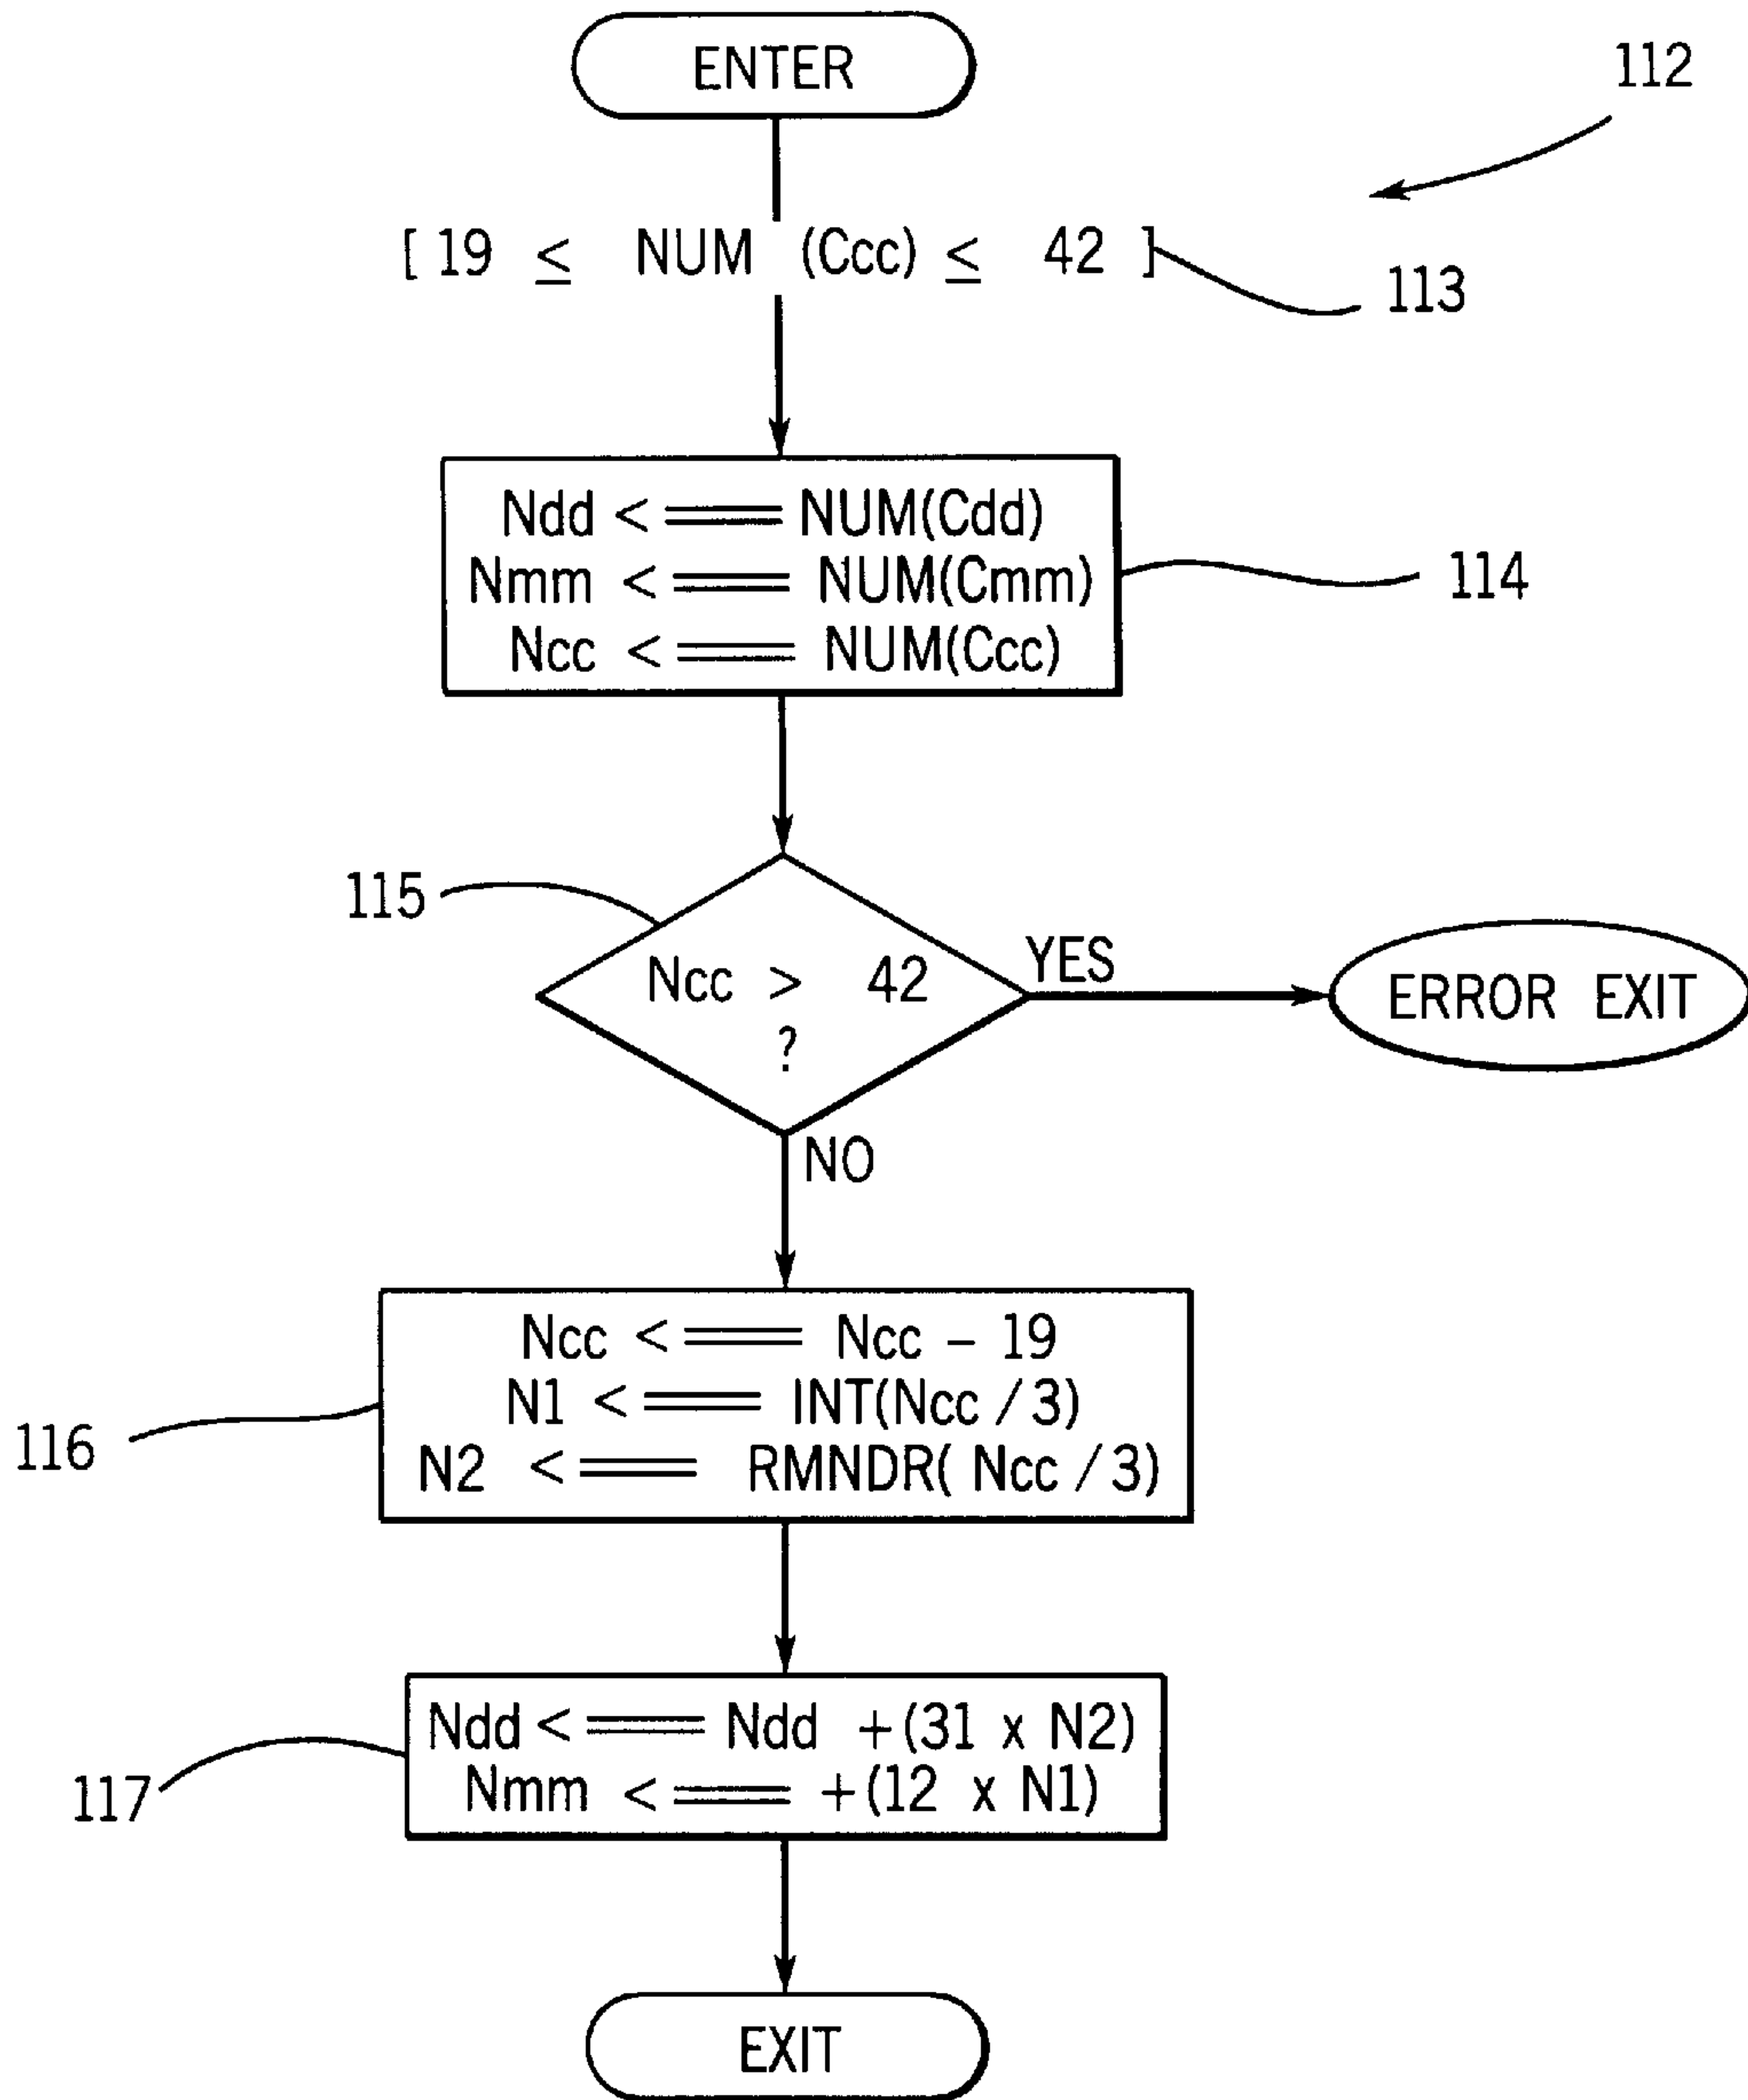 ENTER
112
[ 19 ≤ NUM (Ccc) ≤ 42 ]
113
Ndd <══ NUM(Cdd)
Nmm <══ NUM(Cmm)
Ncc <══ NUM(Ccc)
114
115
Ncc > 42
?
YES
ERROR EXIT
NO
Ncc <══ Ncc – 19
N1 <══ INT(Ncc / 3)
N2 <══ RMNDR( Ncc / 3)
116
Ndd <══ Ndd +(31 x N2)
Nmm <══ +(12 x N1)
117
EXIT